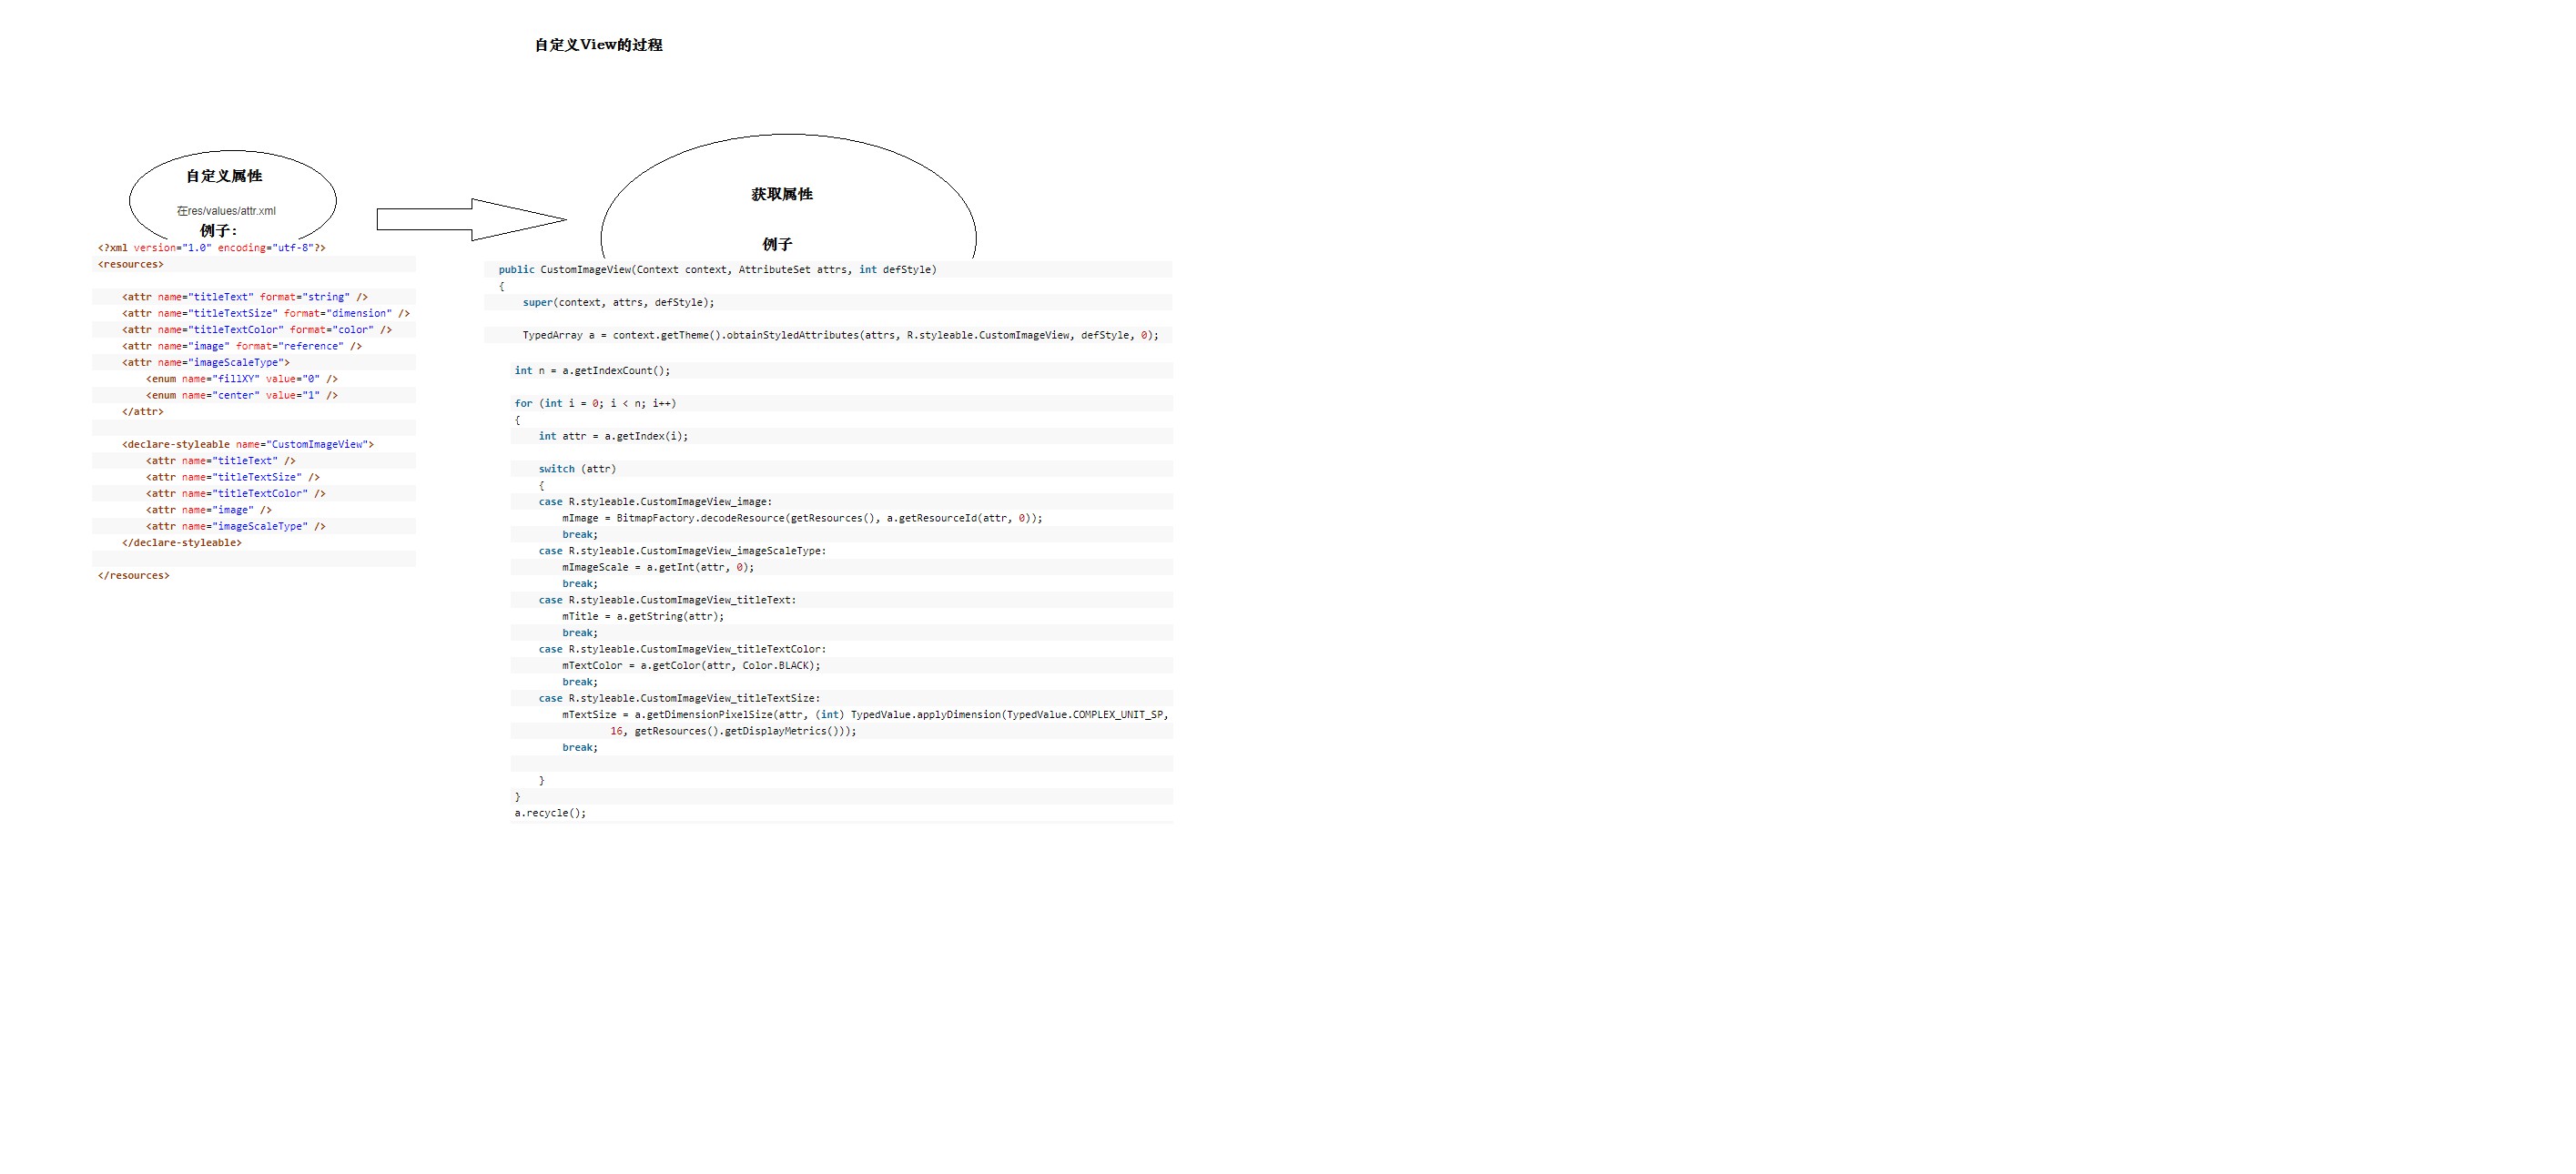 自定义View的过程
自定义属性
在res/values/attr.xml
例子：
<?xml version="1.0" encoding="utf-8"?>
<resources>
<attr name="titleText" format="string" />
<attr name="titleTextSize" format="dimension" />
<attr name="titleTextColor" format="color" />
<attr name="image" format="reference" />
<attr name="imageScaleType">
<enum name="fillXY" value="0" />
<enum name="center" value="1" />
</attr>
<declare-styleable name="CustomImageView">
<attr name="titleText" />
<attr name="titleTextSize" />
<attr name="titleTextColor" />
<attr name="image" />
<attr name="imageScaleType" />
</declare-styleable>
</resources>
获取属性
例子
public CustomImageView(Context context, AttributeSet attrs, int defStyle)
{
super(context, attrs, defStyle);
TypedArray a = context.getTheme().obtainStyledAttributes(attrs, R.styleable.CustomImageView, defStyle, 0);
int n = a.getIndexCount();
for (int i = 0; i < n; i++)
{
int attr = a.getIndex(i);
switch (attr)
{
case R.styleable.CustomImageView_image:
mImage = BitmapFactory.decodeResource(getResources(), a.getResourceId(attr, 0));
break;
case R.styleable.CustomImageView_imageScaleType:
mImageScale = a.getInt(attr, 0);
break;
case R.styleable.CustomImageView_titleText:
mTitle = a.getString(attr);
break;
case R.styleable.CustomImageView_titleTextColor:
mTextColor = a.getColor(attr, Color.BLACK);
break;
case R.styleable.CustomImageView_titleTextSize:
mTextSize = a.getDimensionPixelSize(attr, (int) TypedValue.applyDimension(TypedValue.COMPLEX_UNIT_SP,
16, getResources().getDisplayMetrics()));
break;
}
}
a.recycle();